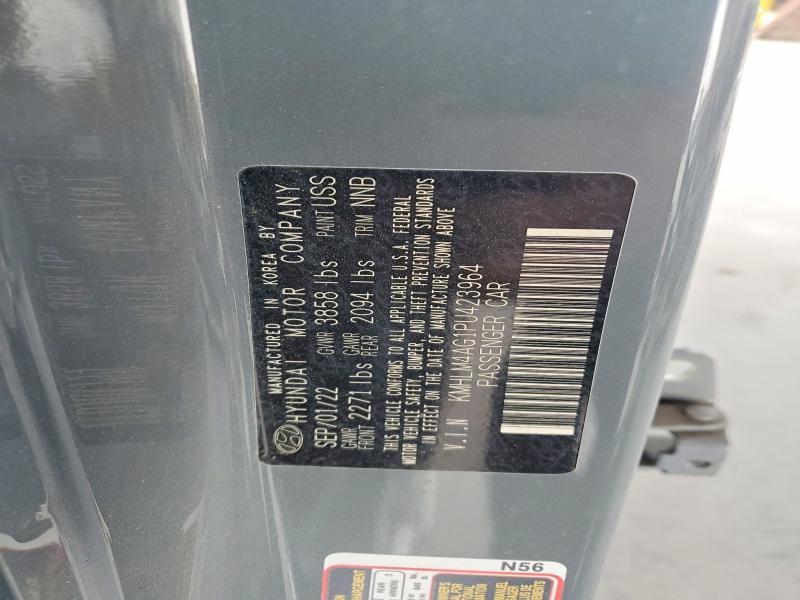 MANUFACTURED IN KOREA BY
HYUNDAI MOTOR COMPANY
SEP/01/22 GVWR 3858 lbs PAINT USS
GAWR FRONT 2271 lbs GAWR REAR 2094 lbs TRIM NNB
THIS VEHICLE CONFORMS TO ALL APPLICABLE U.S.A. FEDERAL
MOTOR VEHICLE SAFETY, BUMPER, AND THEFT PREVENTION STANDARDS
IN EFFECT ON THE DATE OF MANUFACTURE SHOWN ABOVE
V.I.N KMHLM4AG1PU423964
PASSENGER CAR
N56
REAR